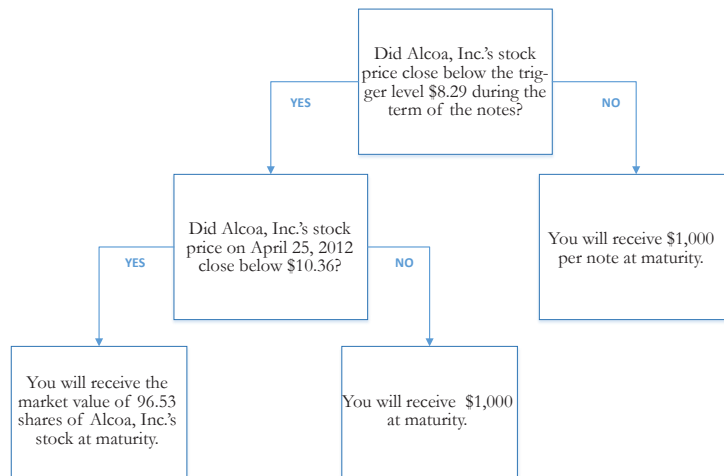 Did Alcoa, Inc.'s stock
price close below the trig-
ger level $8.29 during the
term of the notes?
YES
NO
Did Alcoa, Inc.'s stock
price on April 25, 2012
close below $10.36?
You will receive $1,000
per note at maturity.
YES
NO
You will receive the
market value of 96.53
shares of Alcoa, Inc.'s
stock at maturity.
You will receive $1,000
at maturity.